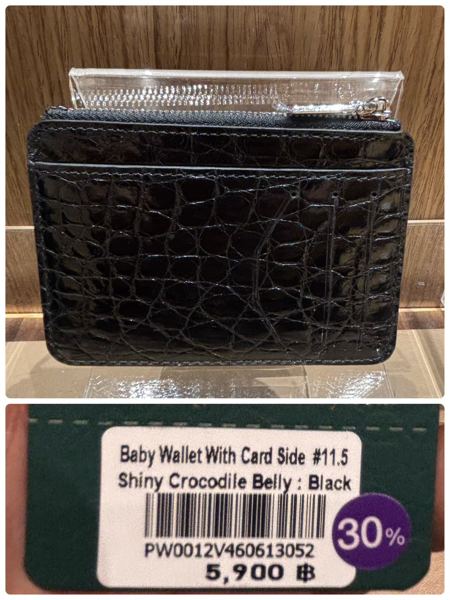 Baby Wallet With Card Side #11.5
Shiny Crocodile Belly : Black
PW0012V460613052
5,900 ฿
30%